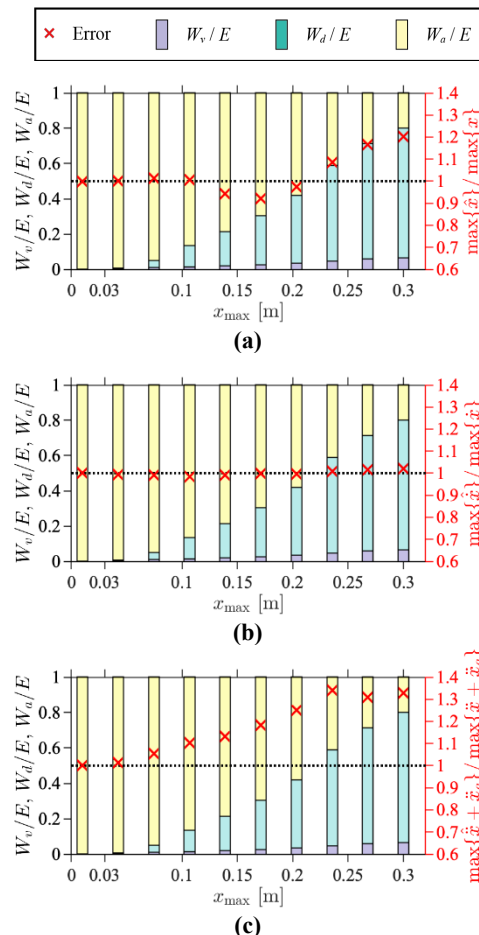 Error W_v / E W_d / E W_a / E
W_v/E, W_d/E, W_a/E
1
0.8
0.6
0.4
0.2
0
1.4
1.3
1.2
1.1
1
0.9
0.8
0.7
0.6
max{x̂} / max{x}
0 0.03 0.1 0.15 0.2 0.25 0.3
x_max [m]
(a)
W_v/E, W_d/E, W_a/E
1
0.8
0.6
0.4
0.2
0
1.4
1.3
1.2
1.1
1
0.9
0.8
0.7
0.6
max{ẋ̂} / max{ẋ}
0 0.03 0.1 0.15 0.2 0.25 0.3
x_max [m]
(b)
W_v/E, W_d/E, W_a/E
1
0.8
0.6
0.4
0.2
0
1.4
1.3
1.2
1.1
1
0.9
0.8
0.7
0.6
max{ẍ̂ + ẍ_g} / max{ẍ + ẍ_g}
0 0.03 0.1 0.15 0.2 0.25 0.3
x_max [m]
(c)